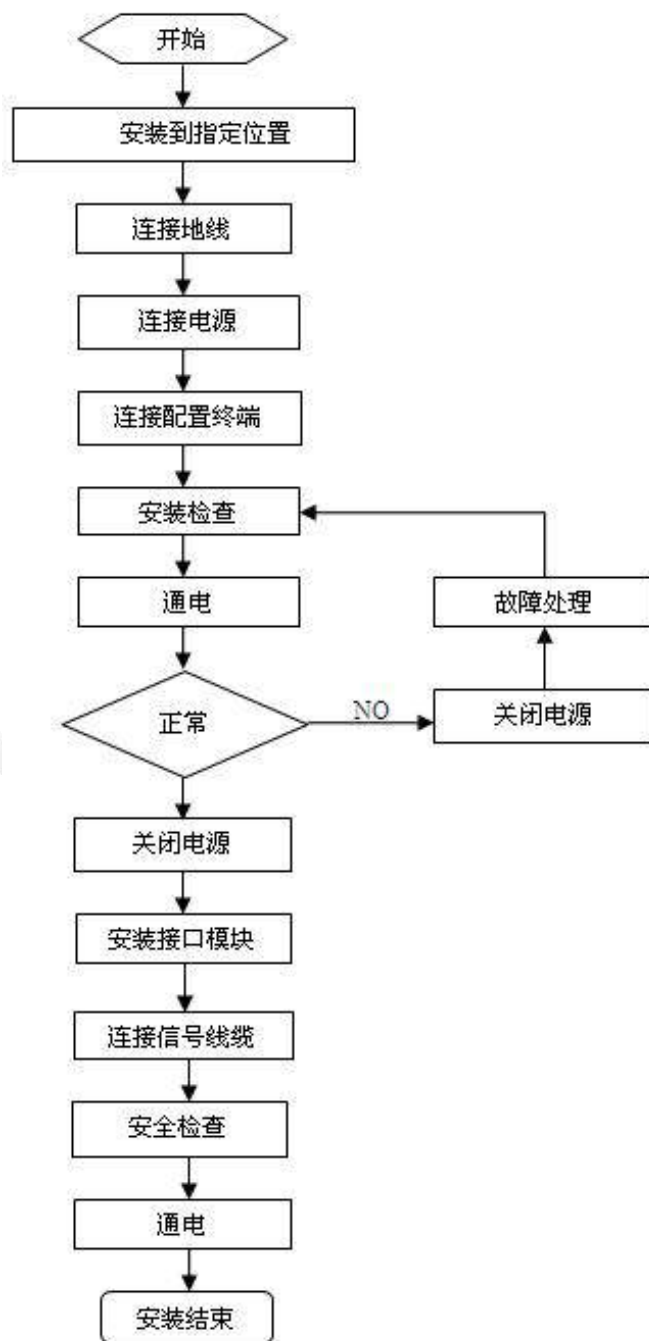 开始
安装到指定位置
连接地线
连接电源
连接配置终端
安装检查
通电
故障处理
正常
NO
关闭电源
关闭电源
安装接口模块
连接信号线缆
安全检查
通电
安装结束